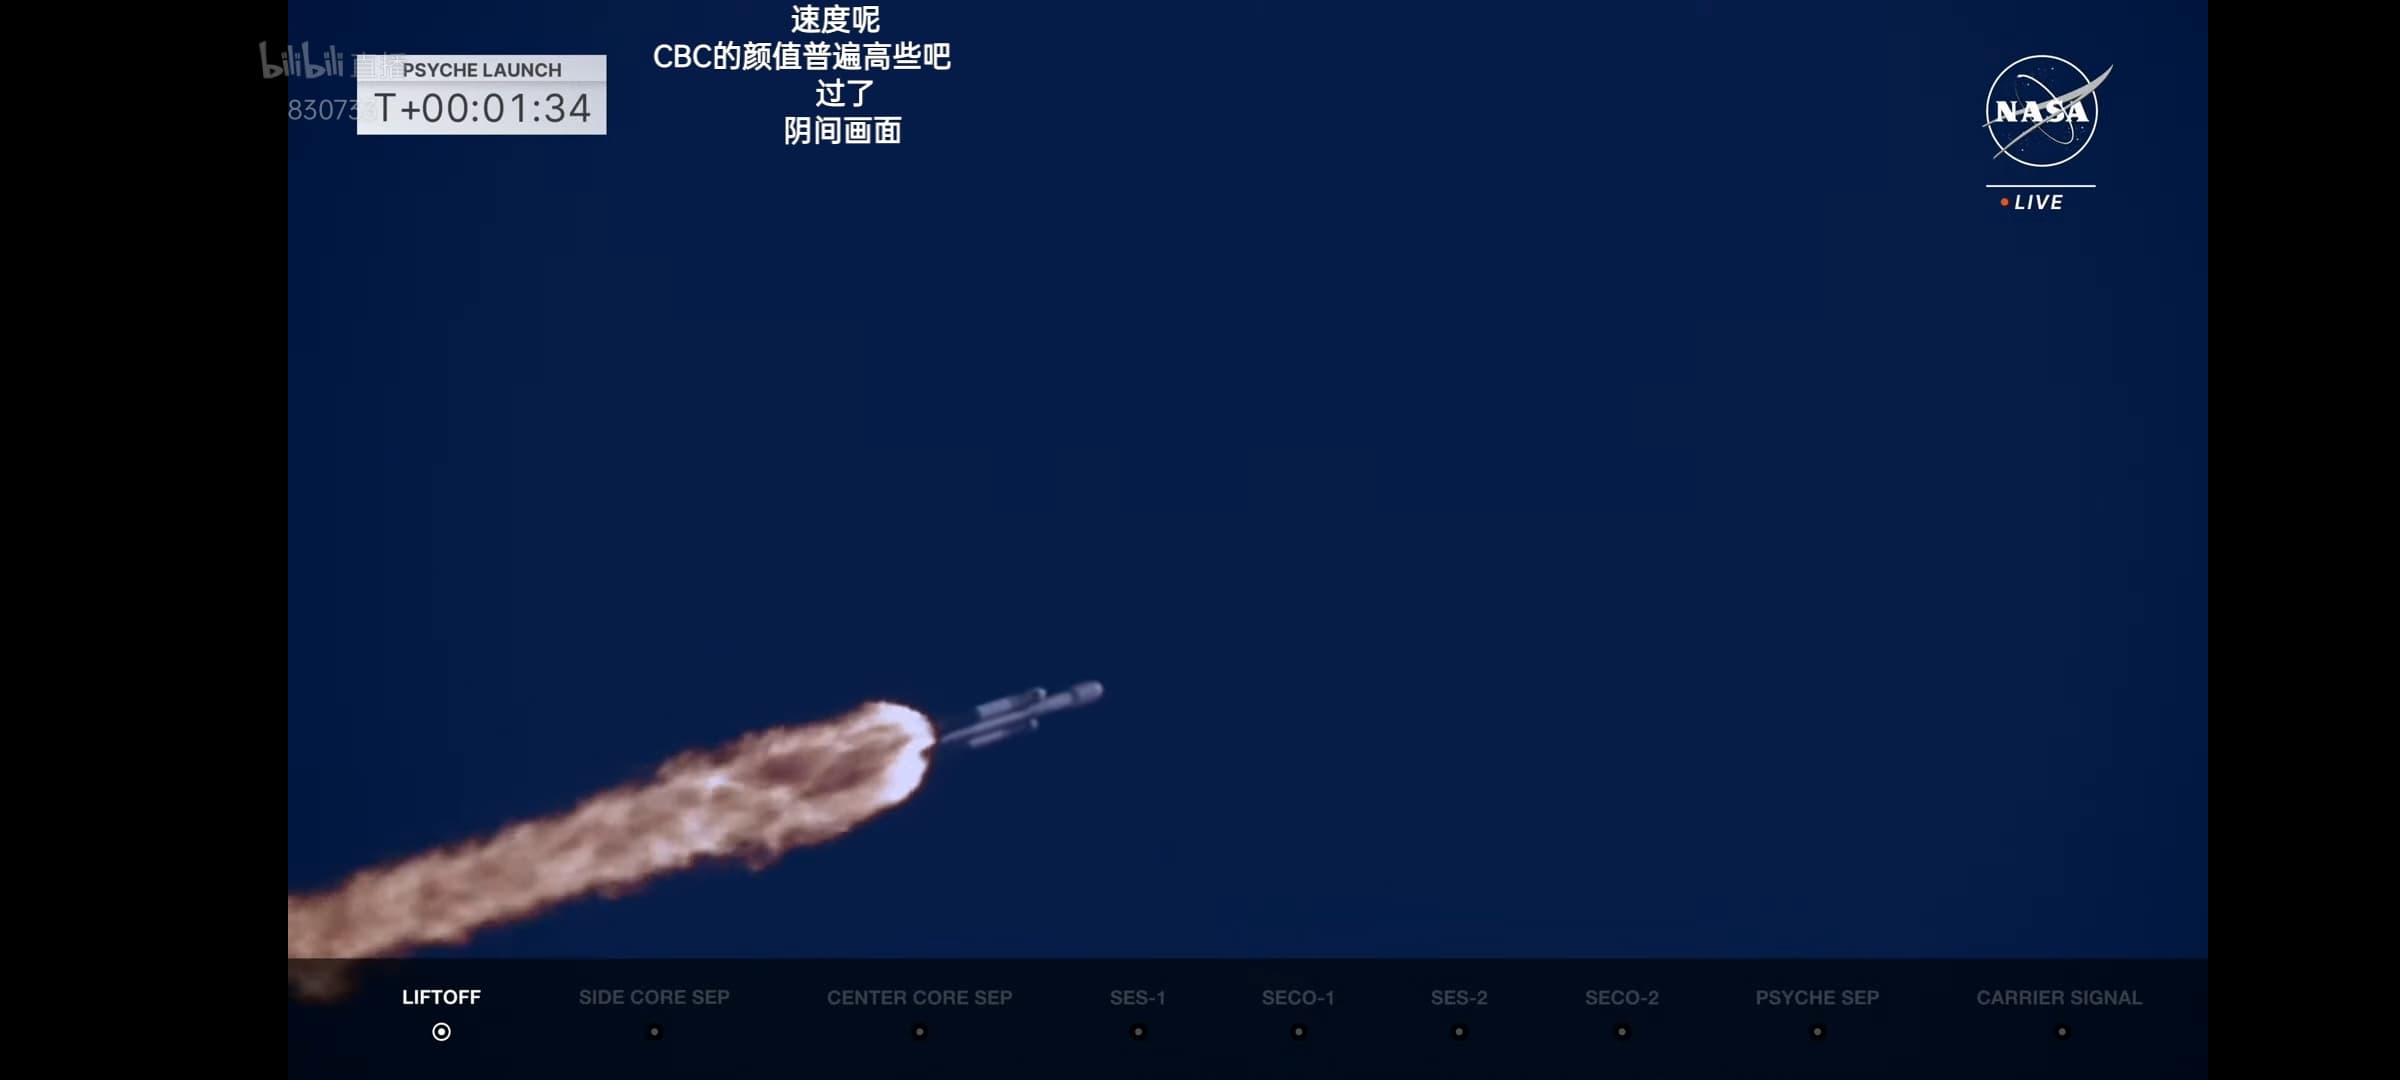 速度呢
CBC的颜值普遍高些吧
过了
阴间画面
bilibili 直播
PSYCHE LAUNCH
T+00:01:34
NASA
LIVE
LIFTOFF
SIDE CORE SEP
CENTER CORE SEP
SES-1
SECO-1
SES-2
SECO-2
PSYCHE SEP
CARRIER SIGNAL